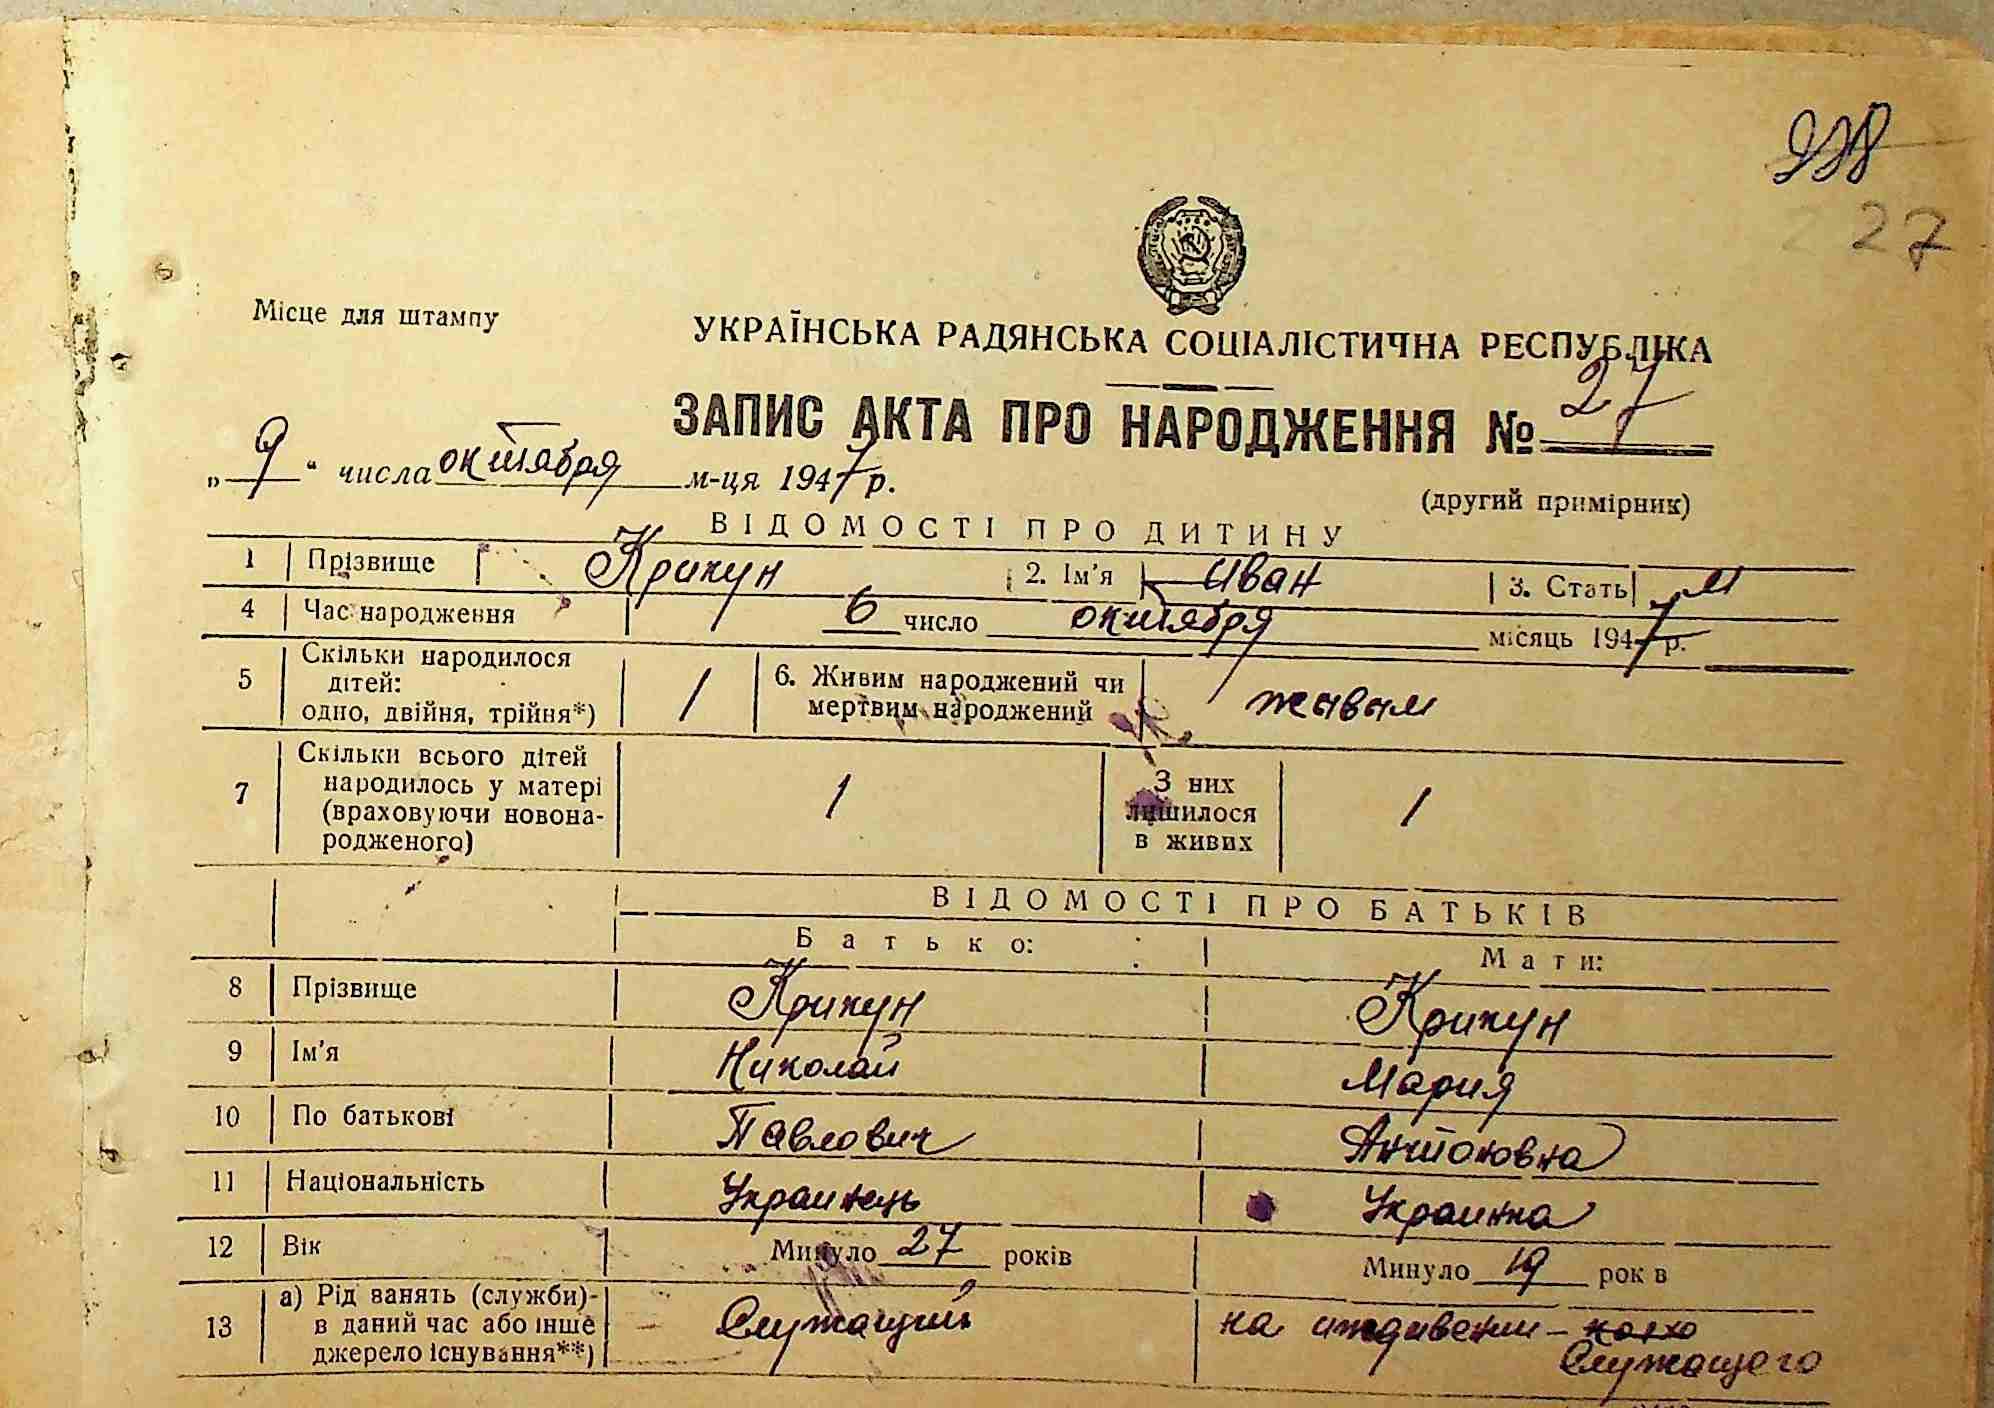 227
Місце для штампу
УКРАЇНСЬКА РАДЯНСЬКА СОЦІАЛІСТИЧНА РЕСПУБЛІКА
ЗАПИС АКТА ПРО НАРОДЖЕННЯ № 27
„ 9 “ числа октября м-ця 1947 р.
(другий примірник)
ВІДОМОСТІ ПРО ДИТИНУ
1 Прізвище Крикун 2. Ім'я Иван 3. Стать М
4 Час народження 6 число октября місяць 1947 р.
5 Скільки народилося
дітей:
одно, двійня, трійня*) 1 6. Живим народжений чи
мертвим народжений живым
7 Скільки всього дітей
народилось у матері
(враховуючи новона-
родженого) 1 З них
лишилося
в живих 1
ВІДОМОСТІ ПРО БАТЬКІВ
Батько: Мати:
8 Прізвище Крикун Крикун
9 Ім'я Николай Мария
10 По батькові Павлович Антоновна
11 Національність Украинець Украинка
12 Вік Минуло 27 років Минуло 19 рок в
13 а) Рід занять (служби)
в даний час або інше
джерело існування**) Служащий на иждивении –
Служащего